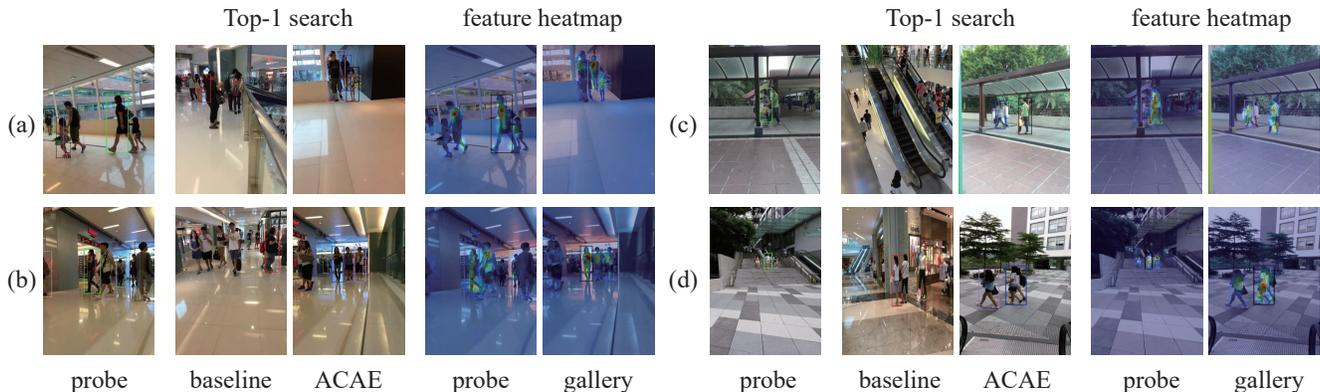 Top-1 search feature heatmap Top-1 search feature heatmap
(a) (c)
(b) (d)
probe baseline ACAE probe gallery probe baseline ACAE probe gallery